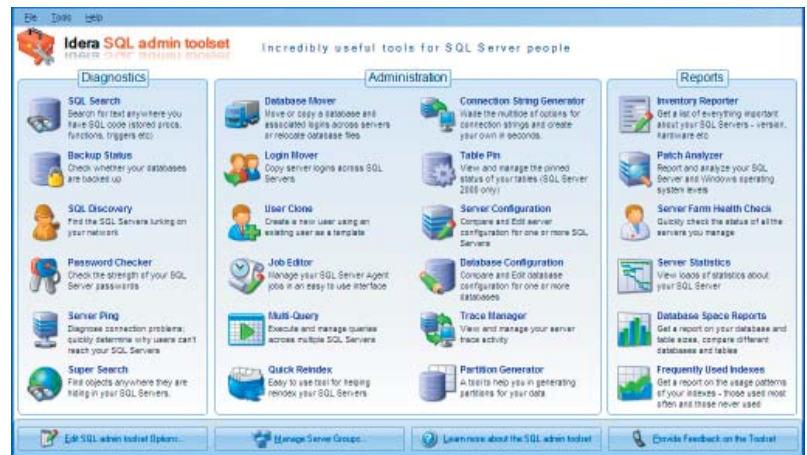 File Tools Help
Idera SQL admin toolset
Incredibly useful tools for SQL Server people
Diagnostics
SQL Search
Search for text anywhere you
have SQL code (stored procs,
functions, triggers etc)
Backup Status
Check whether your databases
are backed up
SQL Discovery
Find the SQL Servers lurking on
your network
Password Checker
Check the strength of your SQL
Server passwords
Server Ping
Diagnose connection problems;
quickly determine why users can't
reach your SQL Servers
Super Search
Find objects anywhere they are
hiding in your SQL Servers.
Administration
Database Mover
Move or copy a database and
associated logins across servers
or relocate database files
Login Mover
Copy server logins across SQL
Servers
User Clone
Create a new user using an
existing user as a template
Job Editor
Manage your SQL Server Agent
jobs in an easy to use interface
Multi-Query
Execute and manage queries
across multiple SQL Servers
Quick Reindex
Easy to use tool for helping
reindex your SQL Servers
Connection String Generator
Wade the multitide of options for
connection strings and create
your own in seconds.
Table Pin
View and manage the pinned
status of your tables (SQL Server
2000 only)
Server Configuration
Compare and Edit server
configuration for one or more SQL
Servers
Database Configuration
Compare and Edit database
configuration for one or more
databases
Trace Manager
View and manage your server
trace activity
Partition Generator
A tool to help you in generating
partitions for your data
Reports
Inventory Reporter
Get a list of everything important
about your SQL Servers - version,
hardware etc
Patch Analyzer
Report and analyze your SQL
Server and Windows operating
system levels
Server Farm Health Check
Quickly check the status of all the
servers you manage
Server Statistics
View loads of statistics about
your SQL Server
Database Space Reports
Get a report on your database and
table sizes, compare different
databases and tables
Frequently Used Indexes
Get a report on the usage patterns
of your indexes - those used most
often and those never used
Edit SQL admin toolset Options...
Manage Server Groups...
Learn more about the SQL admin toolset
Provide Feedback on the Toolset